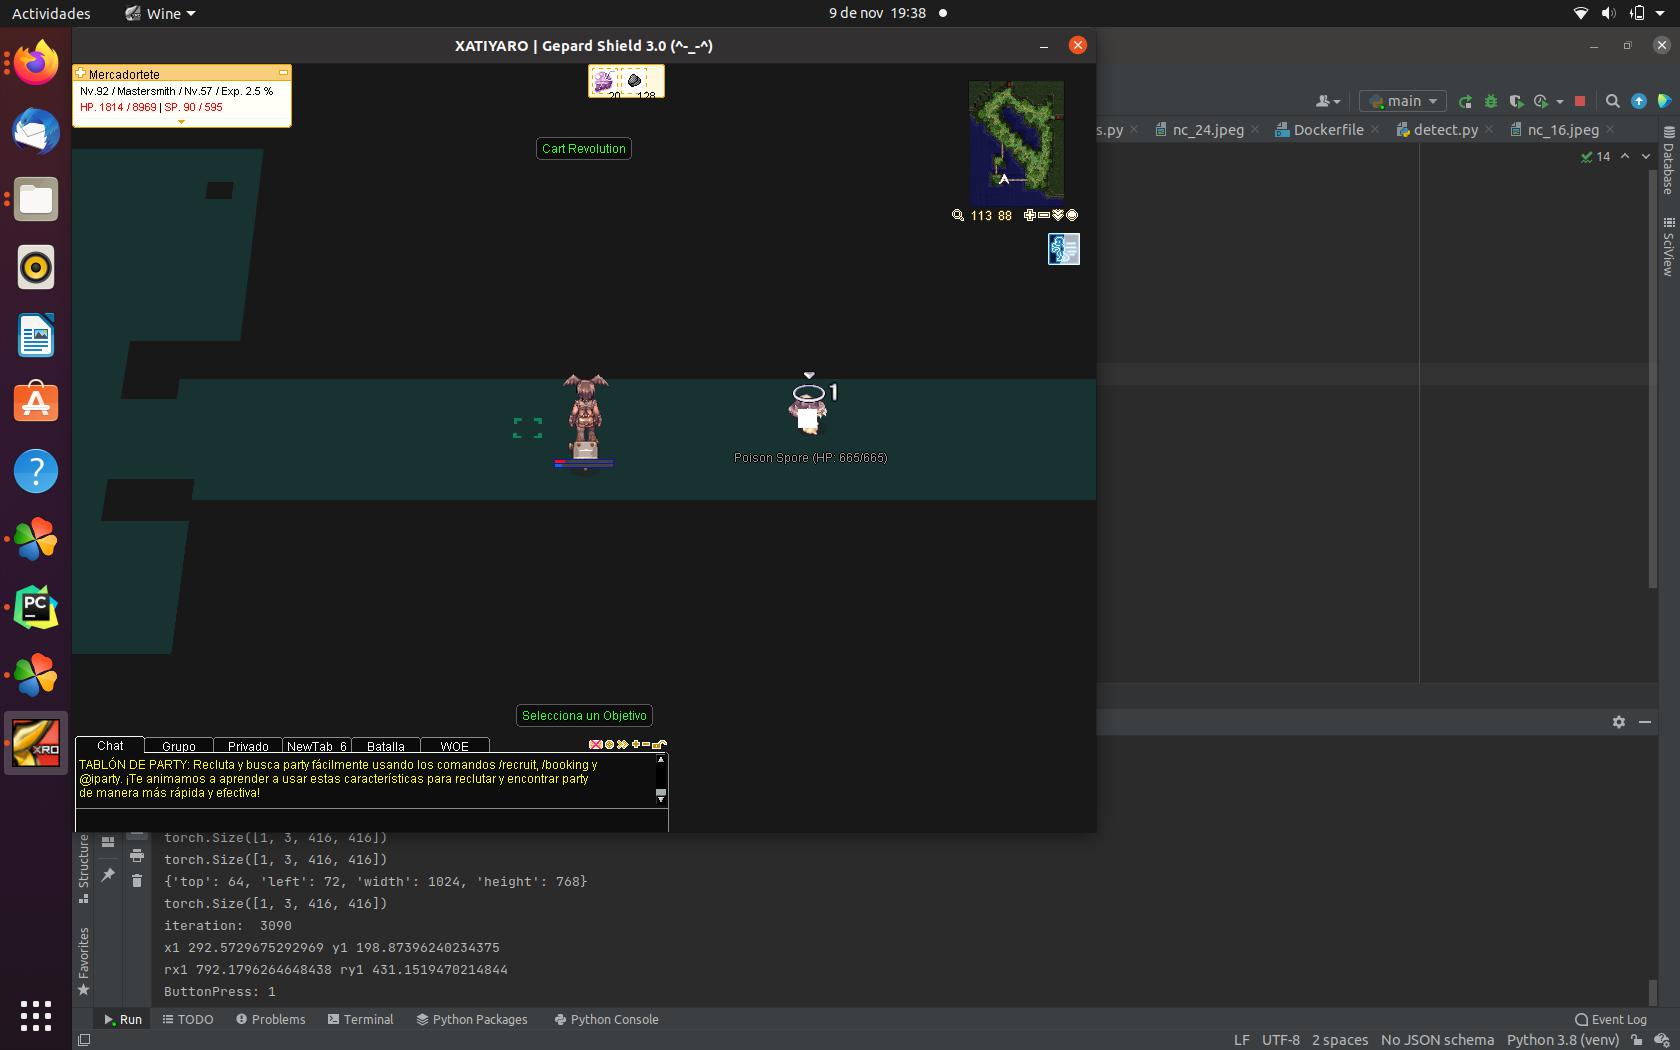 Actividades
Wine
9 de nov 19:38
XATIYARO | Gepard Shield 3.0 (^-_-^)
Mercadortete
Nv.92 / Mastersmith / Nv.57 / Exp. 2.5 %
HP. 1814 / 8969 | SP. 90 / 595
20 128
Cart Revolution
113 88
main
s.py
nc_24.jpeg
Dockerfile
detect.py
nc_16.jpeg
14
Database
SciView
1
Poison Spore (HP: 665/665)
Selecciona un Objetivo
Chat Grupo Privado NewTab 6 Batalla WOE
TABLÓN DE PARTY: Recluta y busca party fácilmente usando los comandos /recruit, /booking y
@iparty. ¡Te animamos a aprender a usar estas características para reclutar y encontrar party
de manera más rápida y efectiva!
PC
XRO
Structure
Favorites
torch.Size([1, 3, 416, 416])
torch.Size([1, 3, 416, 416])
{'top': 64, 'left': 72, 'width': 1024, 'height': 768}
torch.Size([1, 3, 416, 416])
iteration: 3090
x1 292.5729675292969 y1 198.87396240234375
rx1 792.1796264648438 ry1 431.1519470214844
ButtonPress: 1
Run TODO Problems Terminal Python Packages Python Console Event Log
LF UTF-8 2 spaces No JSON schema Python 3.8 (venv)